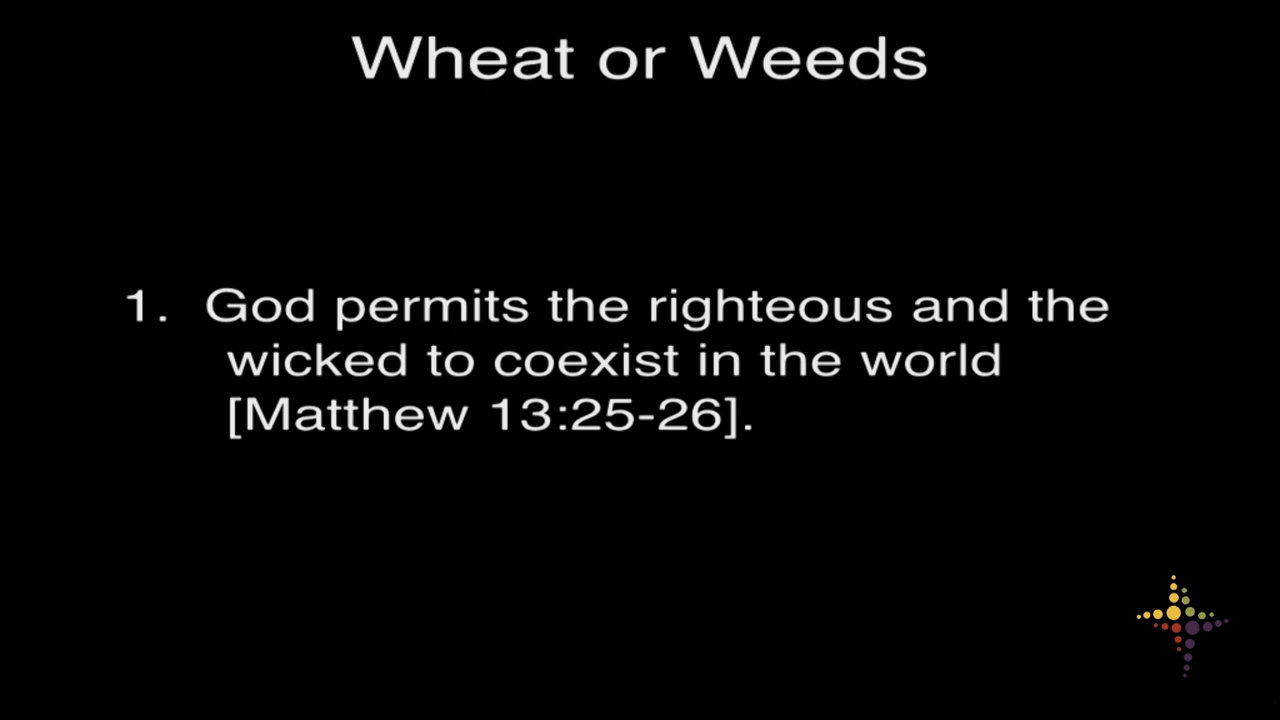 Wheat or Weeds
1. God permits the righteous and the
wicked to coexist in the world
[Matthew 13:25-26].